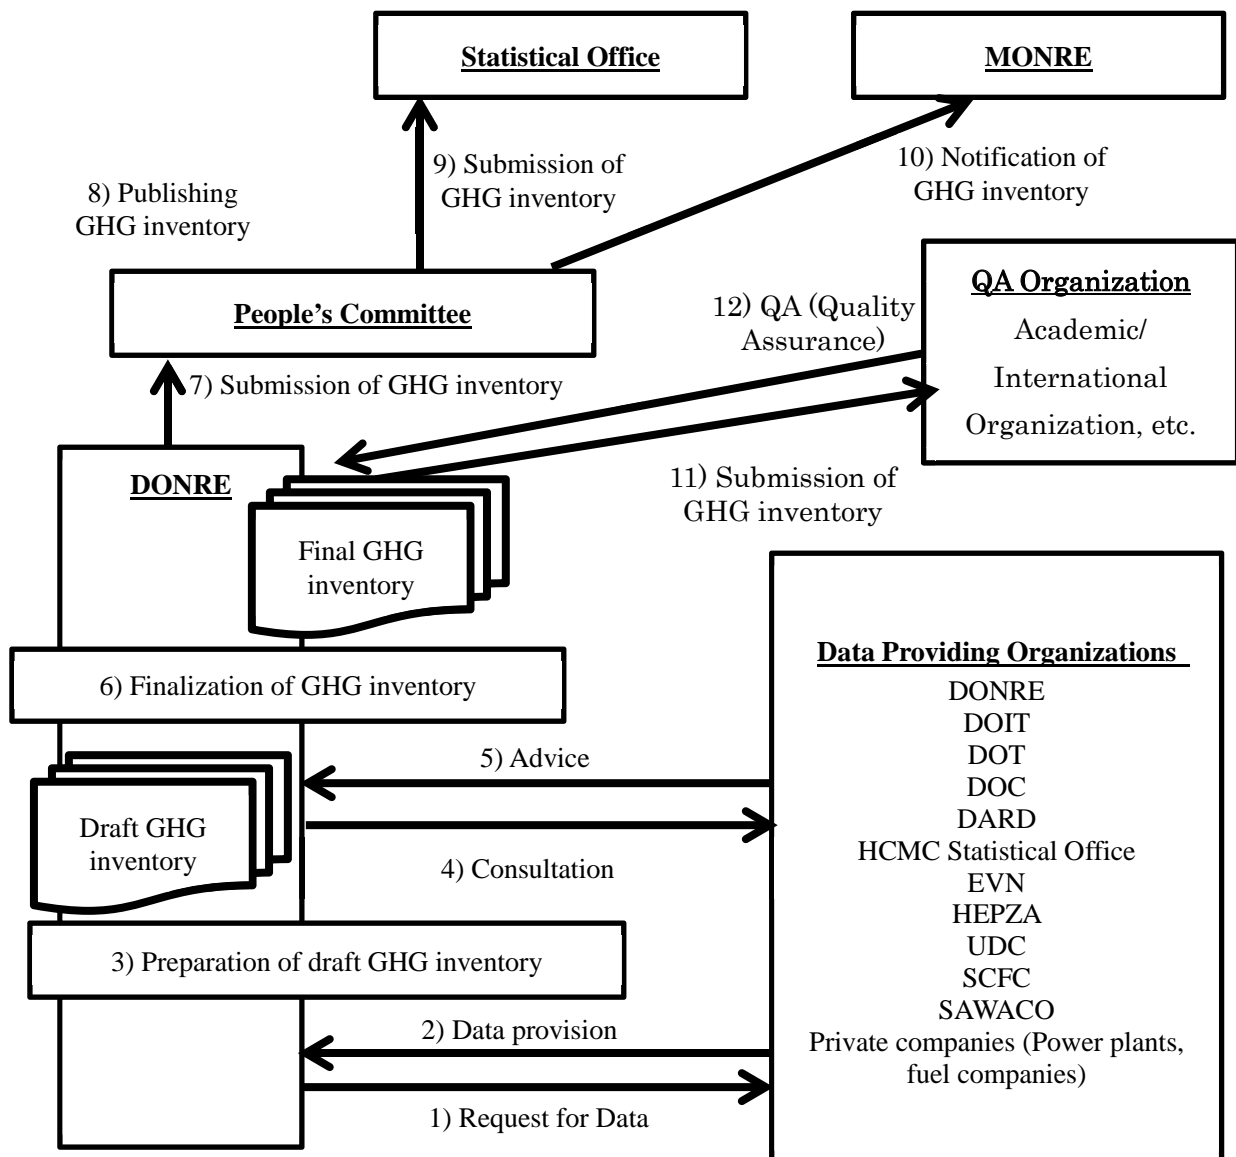 Statistical Office
MONRE
9) Submission of
GHG inventory
10) Notification of
GHG inventory
8) Publishing
GHG inventory
People's Committee
12) QA (Quality
Assurance)
QA Organization
Academic/
International
Organization, etc.
7) Submission of GHG inventory
11) Submission of
GHG inventory
DONRE
Final GHG
inventory
6) Finalization of GHG inventory
5) Advice
Draft GHG
inventory
4) Consultation
3) Preparation of draft GHG inventory
2) Data provision
1) Request for Data
Data Providing Organizations
DONRE
DOIT
DOT
DOC
DARD
HCMC Statistical Office
EVN
HEPZA
UDC
SCFC
SAWACO
Private companies (Power plants,
fuel companies)